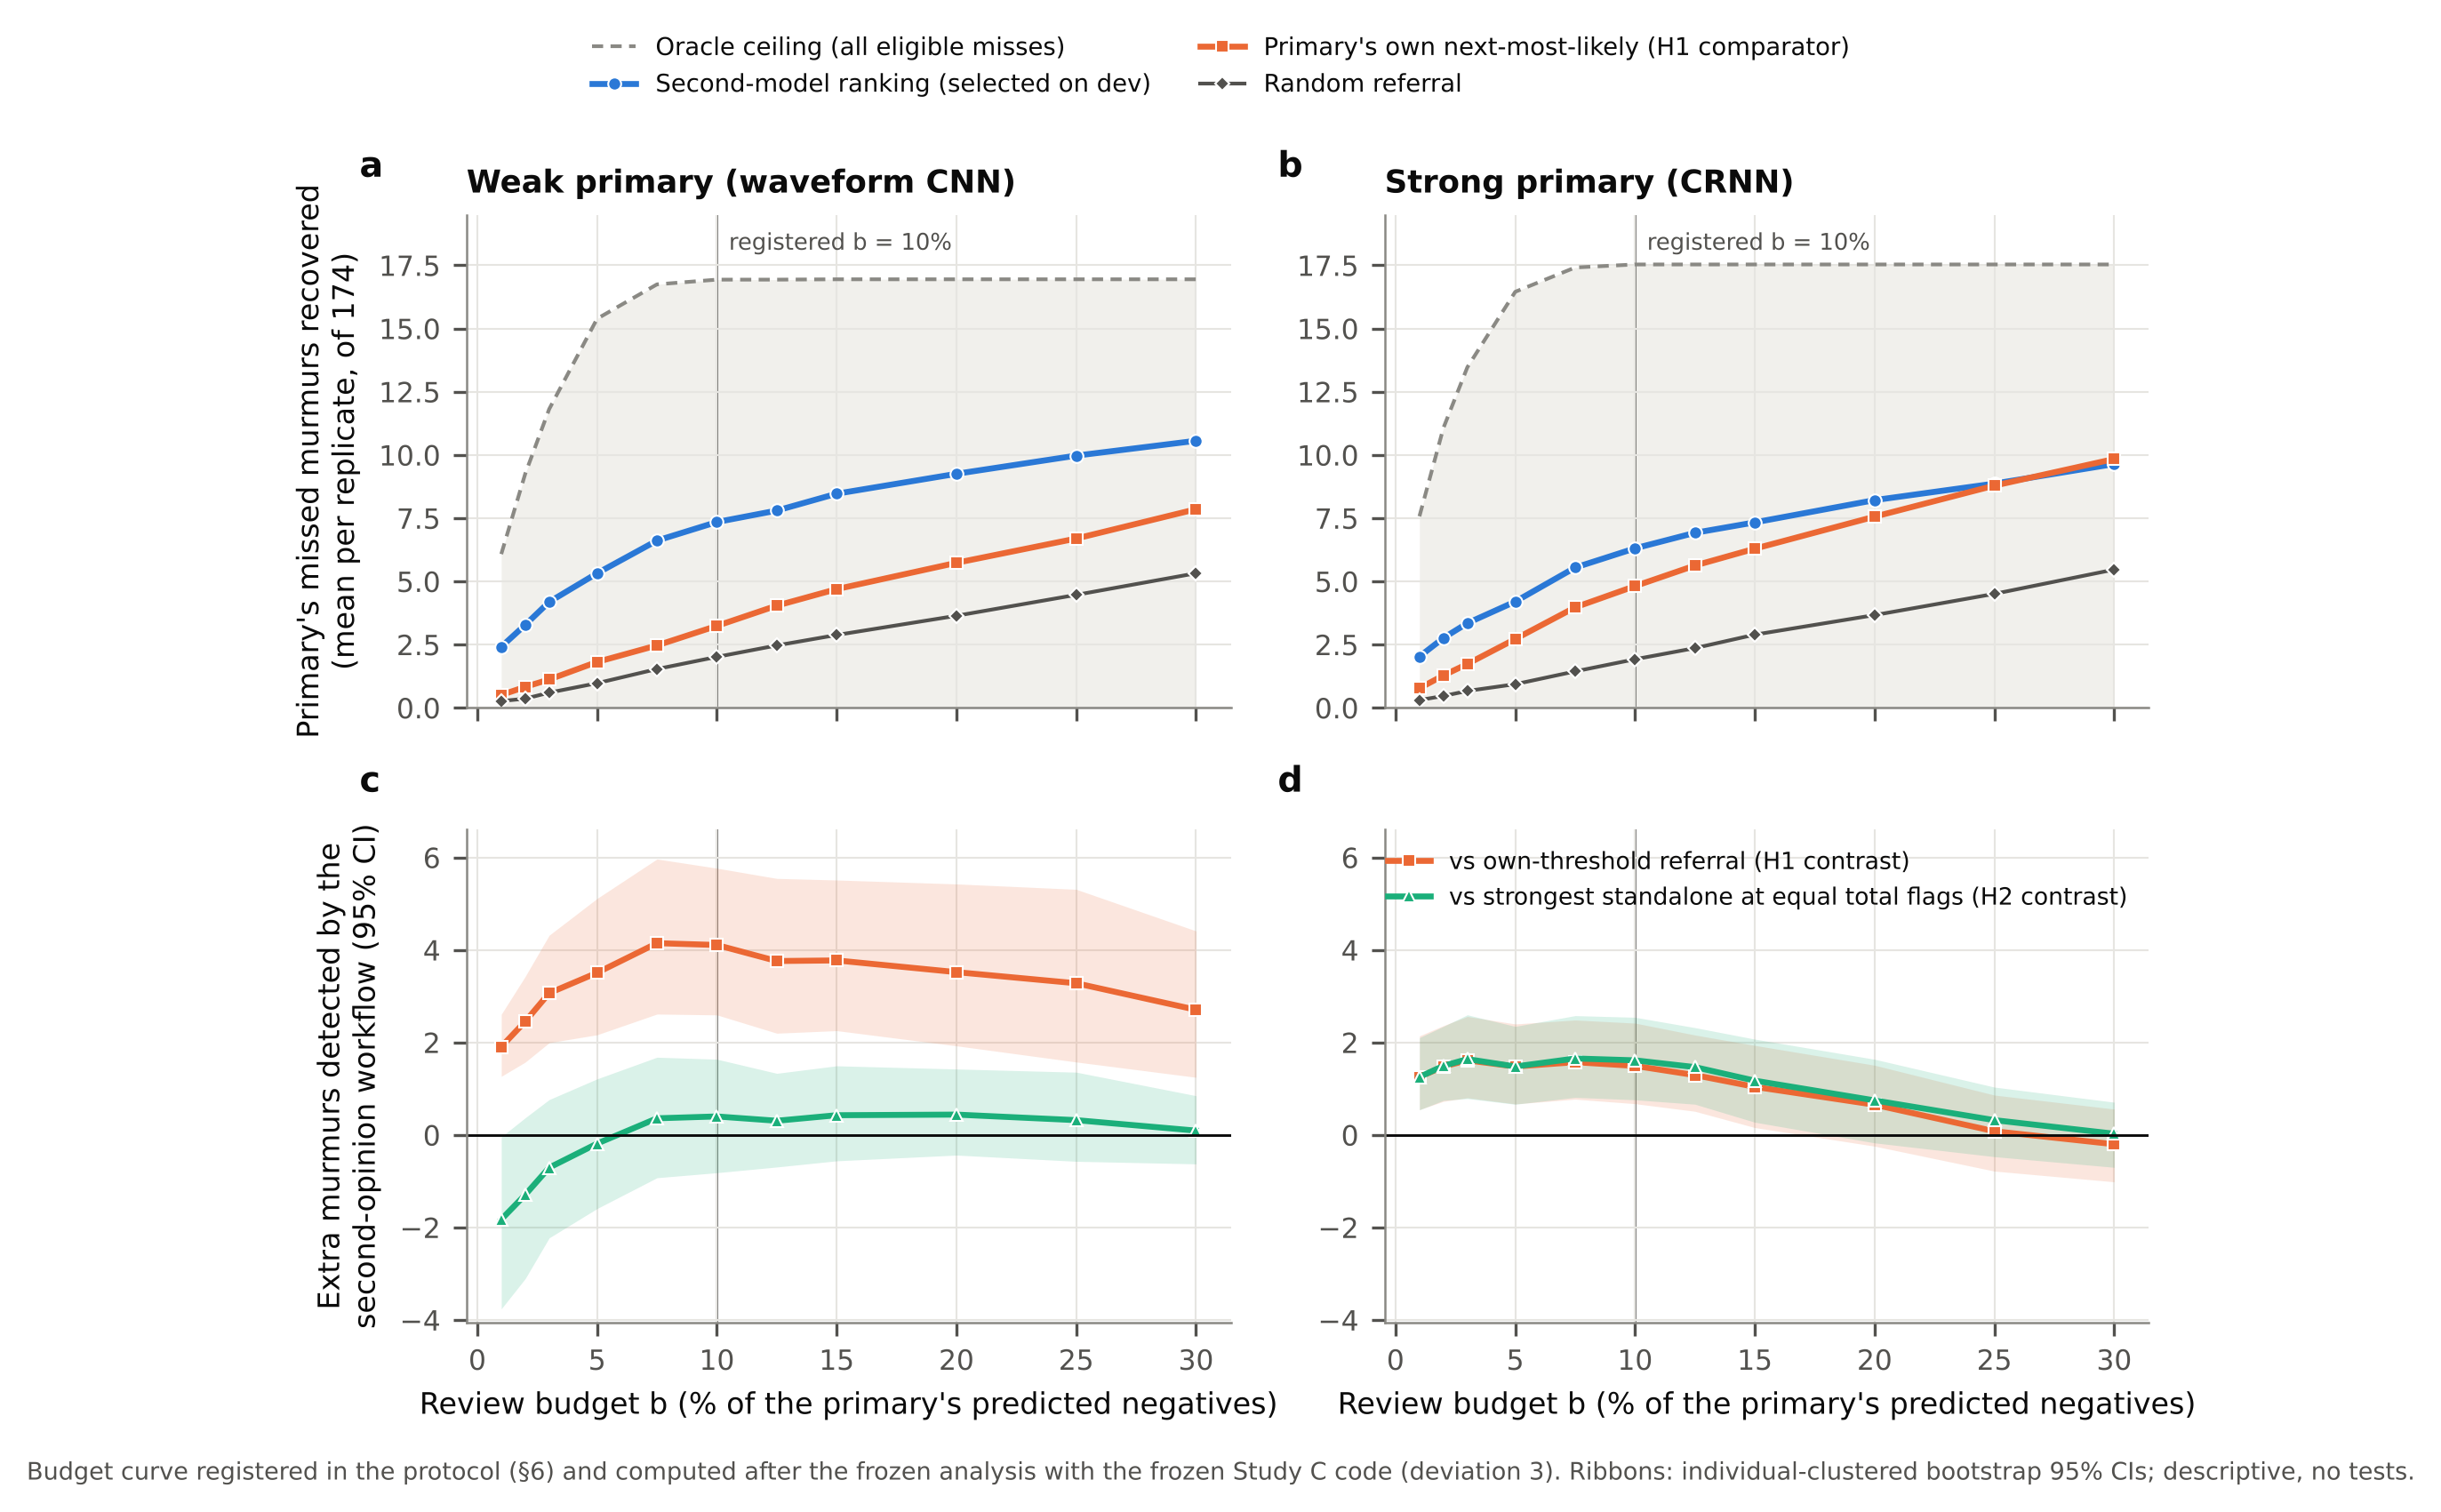 Oracle ceiling (all eligible misses)
Second-model ranking (selected on dev)
Primary's own next-most-likely (H1 comparator)
Random referral
a
Weak primary (waveform CNN)
registered b = 10%
Primary's missed murmurs recovered
(mean per replicate, of 174)
17.5
15.0
12.5
10.0
7.5
5.0
2.5
0.0
b
Strong primary (CRNN)
registered b = 10%
17.5
15.0
12.5
10.0
7.5
5.0
2.5
0.0
c
Extra murmurs detected by the
second-opinion workflow (95% CI)
6
4
2
0
−2
−4
0 5 10 15 20 25 30
Review budget b (% of the primary's predicted negatives)
d
vs own-threshold referral (H1 contrast)
vs strongest standalone at equal total flags (H2 contrast)
6
4
2
0
−2
−4
0 5 10 15 20 25 30
Review budget b (% of the primary's predicted negatives)
Budget curve registered in the protocol (§6) and computed after the frozen analysis with the frozen Study C code (deviation 3). Ribbons: individual-clustered bootstrap 95% CIs; descriptive, no tests.